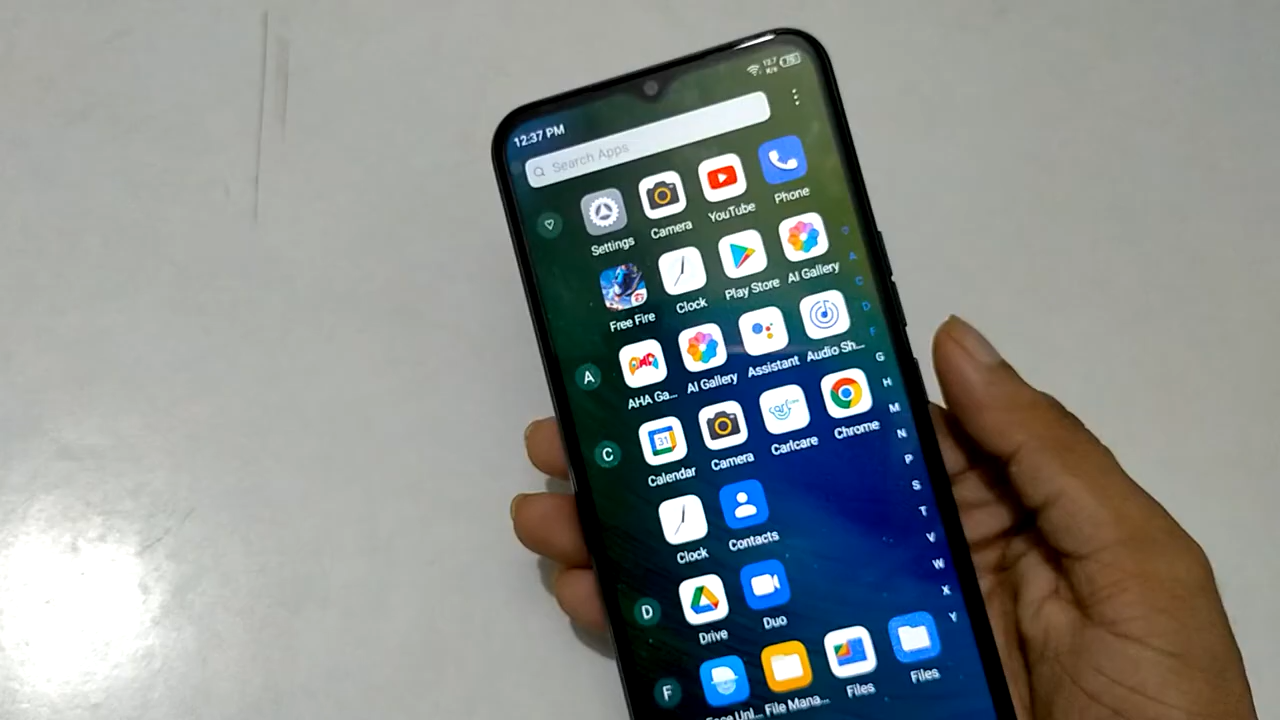 12:37 PM
Search Apps
Settings Camera YouTube Phone
Free Fire Clock Play Store AI Gallery
A AHA Ga... AI Gallery Assistant Audio Sh...
C Calendar Camera Carlcare Chrome
31
Clock Contacts
D Drive Duo
F File Mana... Files Files
A
C
D
F
G
H
M
N
P
S
T
V
W
X
Y